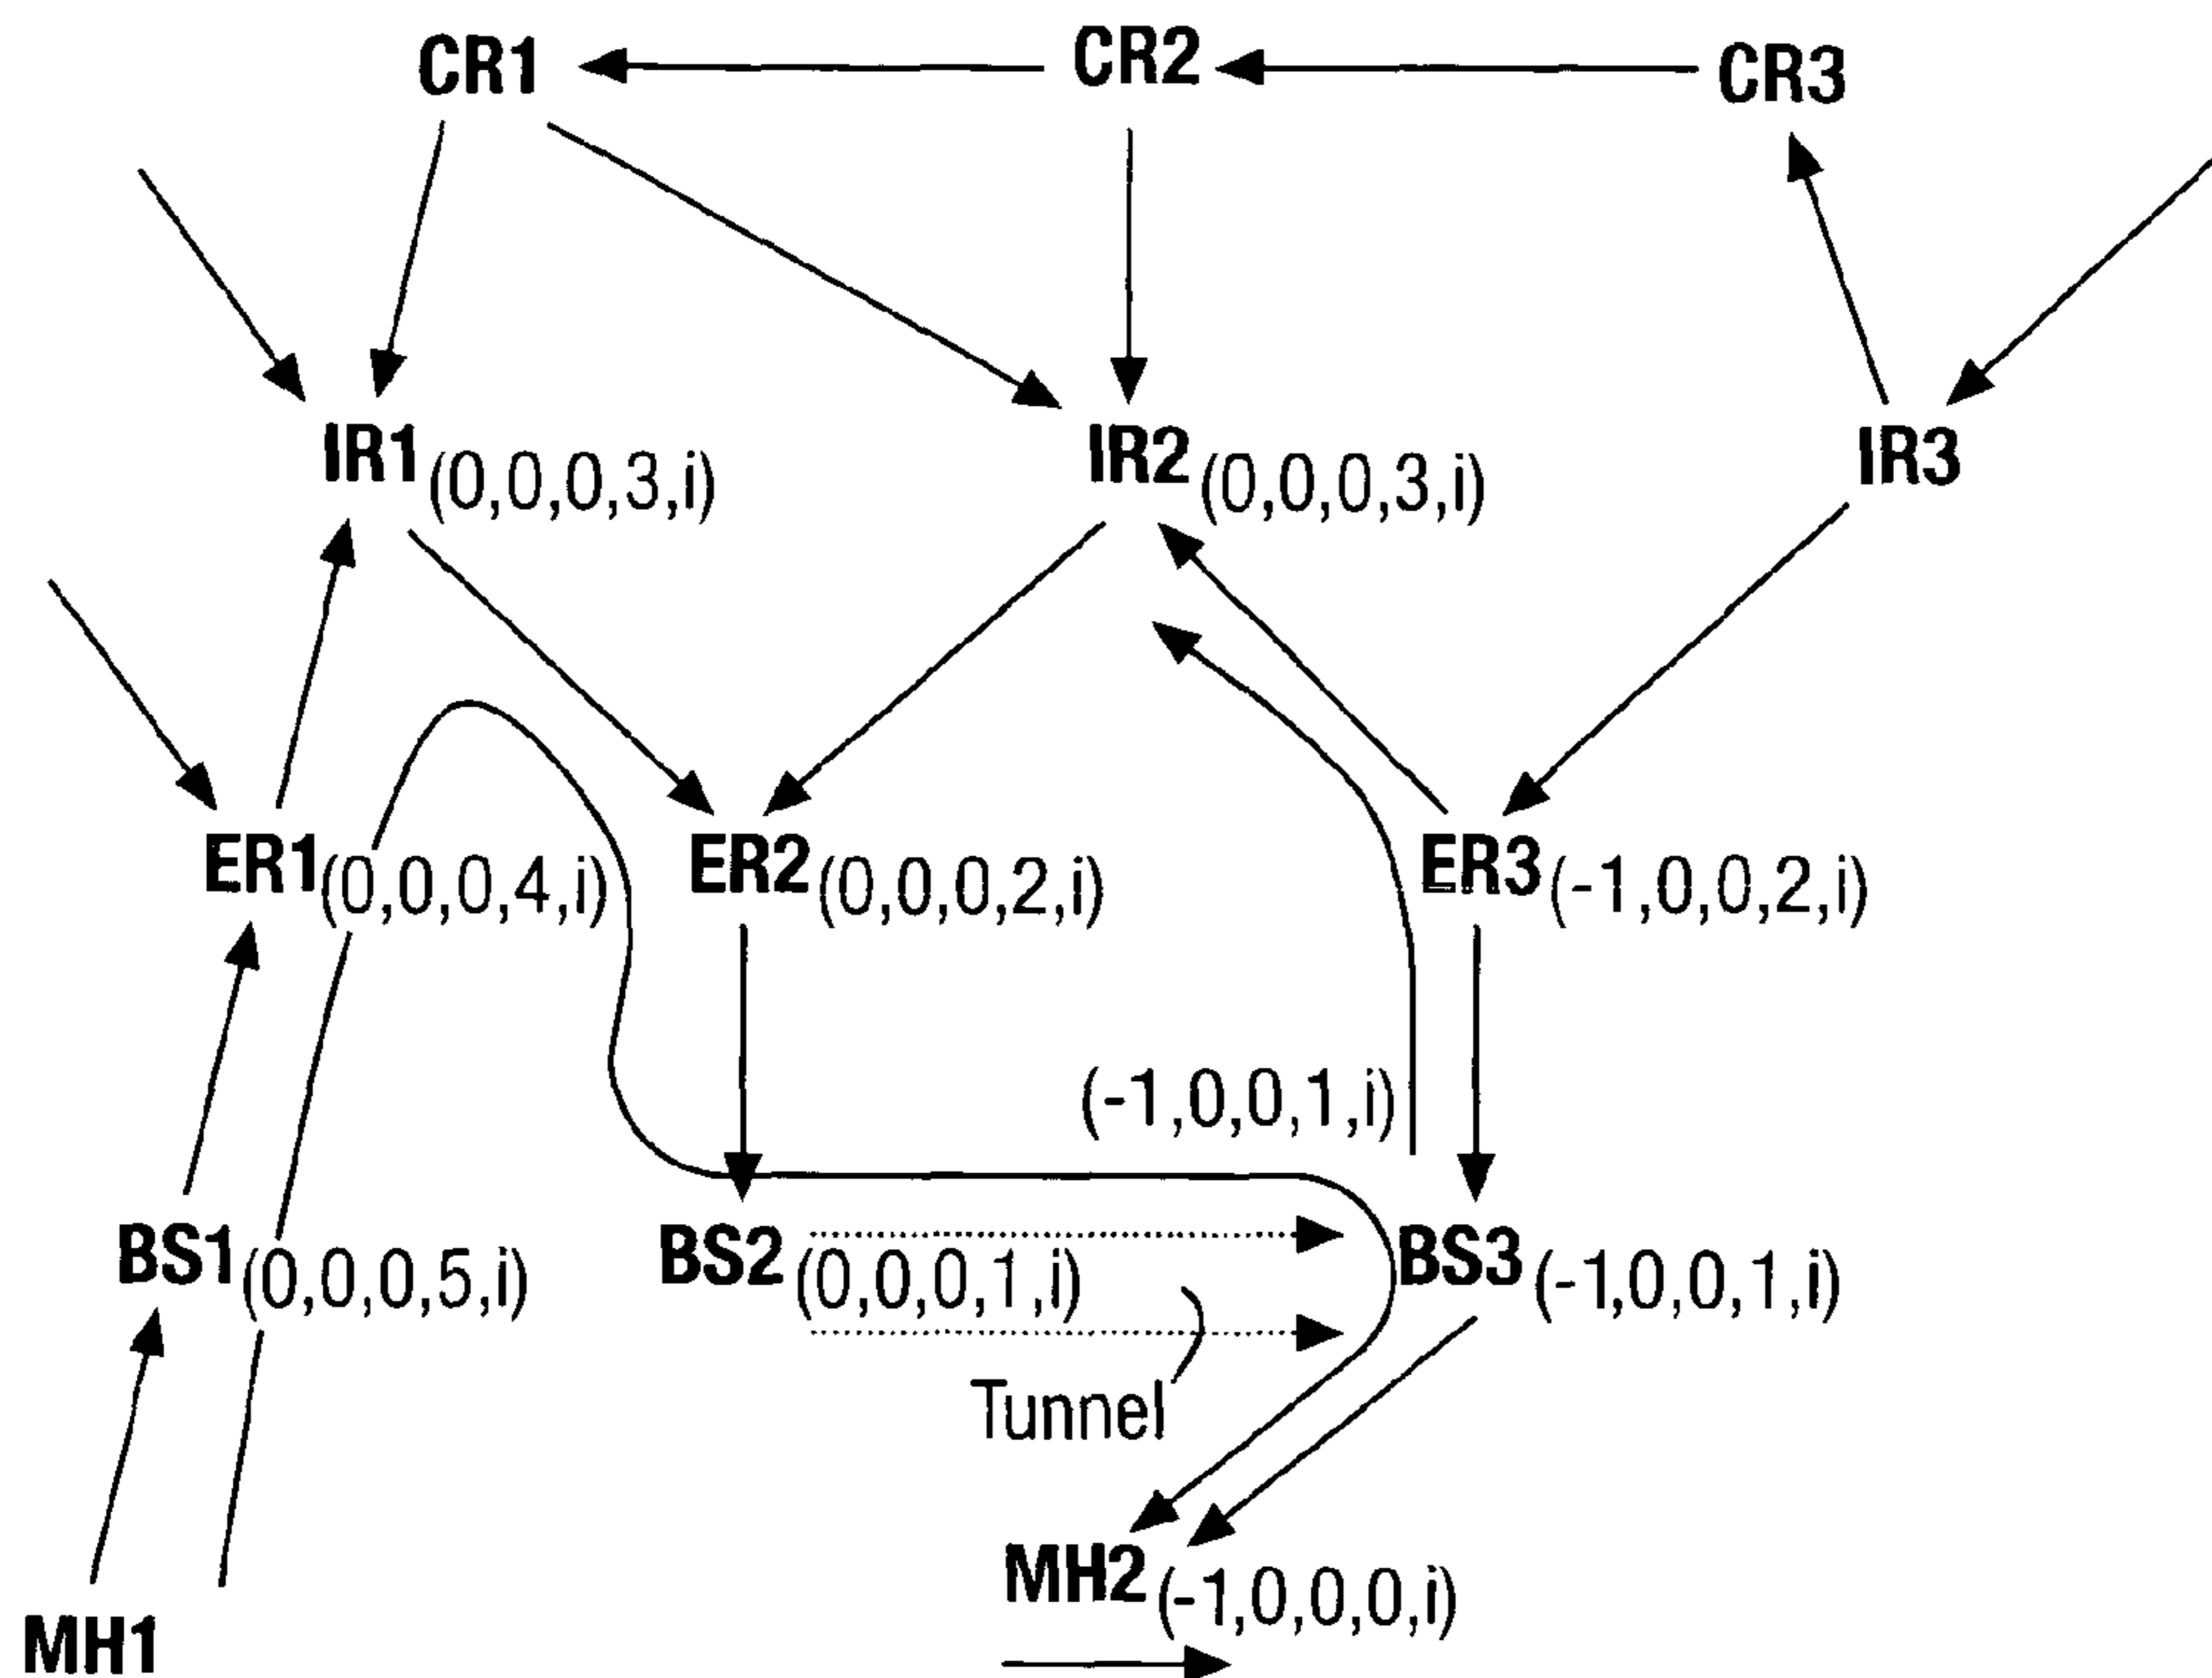 CR1 CR2 CR3
IR1(0,0,0,3,i) IR2(0,0,0,3,i) IR3
ER1(0,0,0,4,i) ER2(0,0,0,2,i) ER3(-1,0,0,2,i)
(-1,0,0,1,i)
BS1(0,0,0,5,i) BS2(0,0,0,1,i) BS3(-1,0,0,1,i)
Tunnel
MH2(-1,0,0,0,i)
MH1